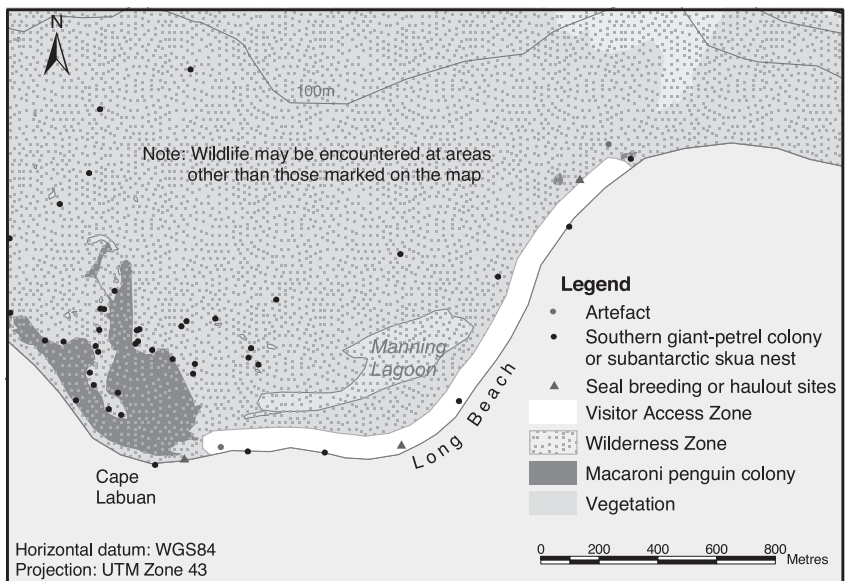 N
100m
Note: Wildlife may be encountered at areas
other than those marked on the map
Manning
Lagoon
Long Beach
Cape
Labuan
Legend
Artefact
Southern giant-petrel colony
or subantarctic skua nest
Seal breeding or haulout sites
Visitor Access Zone
Wilderness Zone
Macaroni penguin colony
Vegetation
Horizontal datum: WGS84
Projection: UTM Zone 43
0 200 400 600 800
Metres